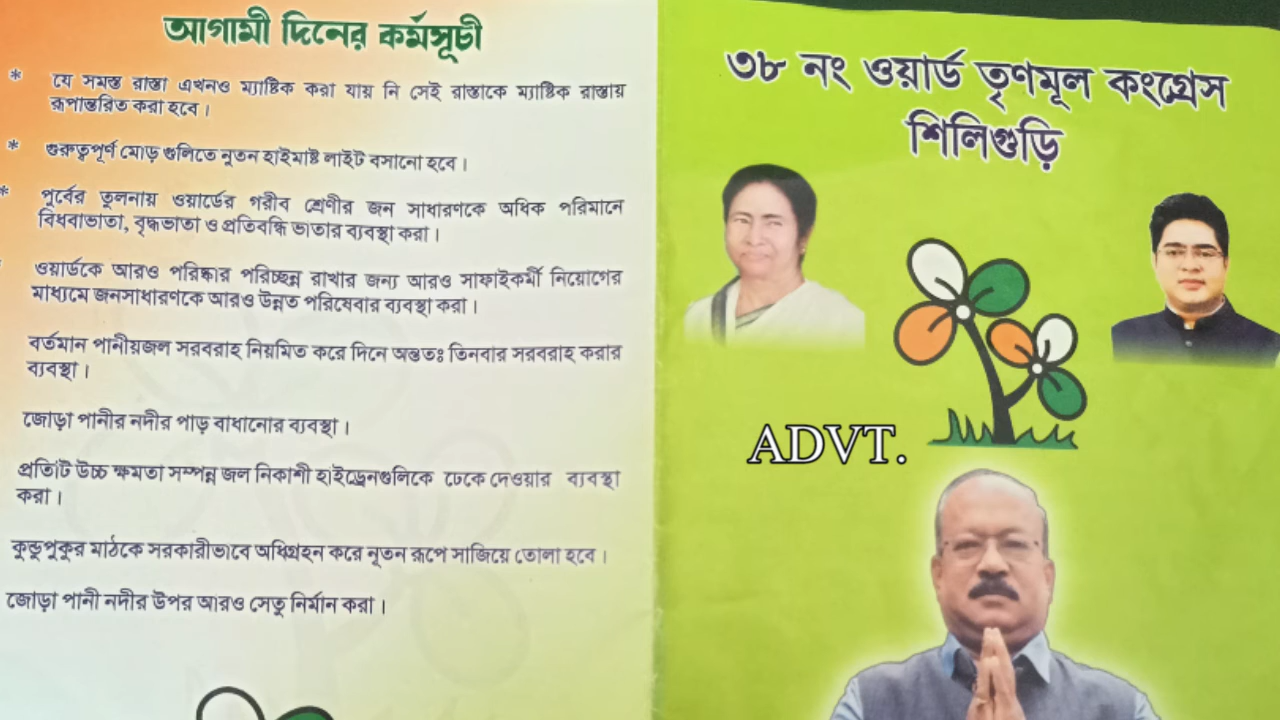 আগামী দিনের কর্মসূচী
* যে সমস্ত রাস্তা এখনও ম্যাষ্টিক করা যায় নি সেই রাস্তাকে ম্যাষ্টিক রাস্তায়
রূপান্তরিত করা হবে।
* গুরুত্বপূর্ণ মোড় গুলিতে নুতন হাইমাষ্ট লাইট বসানো হবে।
* পূর্বের তুলনায় ওয়ার্ডের গরীব শ্রেণীর জন সাধারণকে অধিক পরিমানে
বিধবাভাতা, বৃদ্ধভাতা ও প্রতিবন্ধি ভাতার ব্যবস্থা করা।
ওয়ার্ডকে আরও পরিষ্কার পরিচ্ছন্ন রাখার জন্য আরও সাফাইকর্মী নিয়োগের
মাধ্যমে জনসাধারণকে আরও উন্নত পরিষেবার ব্যবস্থা করা।
বর্তমান পানীয়জল সরবরাহ নিয়মিত করে দিনে অন্ততঃ তিনবার সরবরাহ করার
ব্যবস্থা।
জোড়া পানীর নদীর পাড় বাধানোর ব্যবস্থা।
প্রতিটি উচ্চ ক্ষমতা সম্পন্ন জল নিকাশী হাইড্রেনগুলিকে ঢেকে দেওয়ার ব্যবস্থা
করা।
কুন্ডুপুকুর মাঠকে সরকারীভাবে অধিগ্রহন করে নূতন রূপে সাজিয়ে তোলা হবে।
জোড়া পানী নদীর উপর আরও সেতু নির্মান করা।
৩৮ নং ওয়ার্ড তৃণমূল কংগ্রেস
শিলিগুড়ি
ADVT.